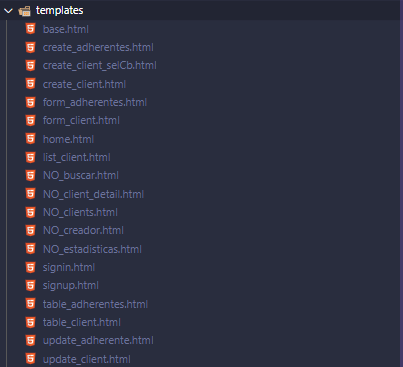 templates
base.html
create_adherentes.html
create_client_selCb.html
create_client.html
form_adherentes.html
form_client.html
home.html
list_client.html
NO_buscar.html
NO_client_detail.html
NO_clients.html
NO_creador.html
NO_estadisticas.html
signin.html
signup.html
table_adherentes.html
table_client.html
update_adherente.html
update_client.html